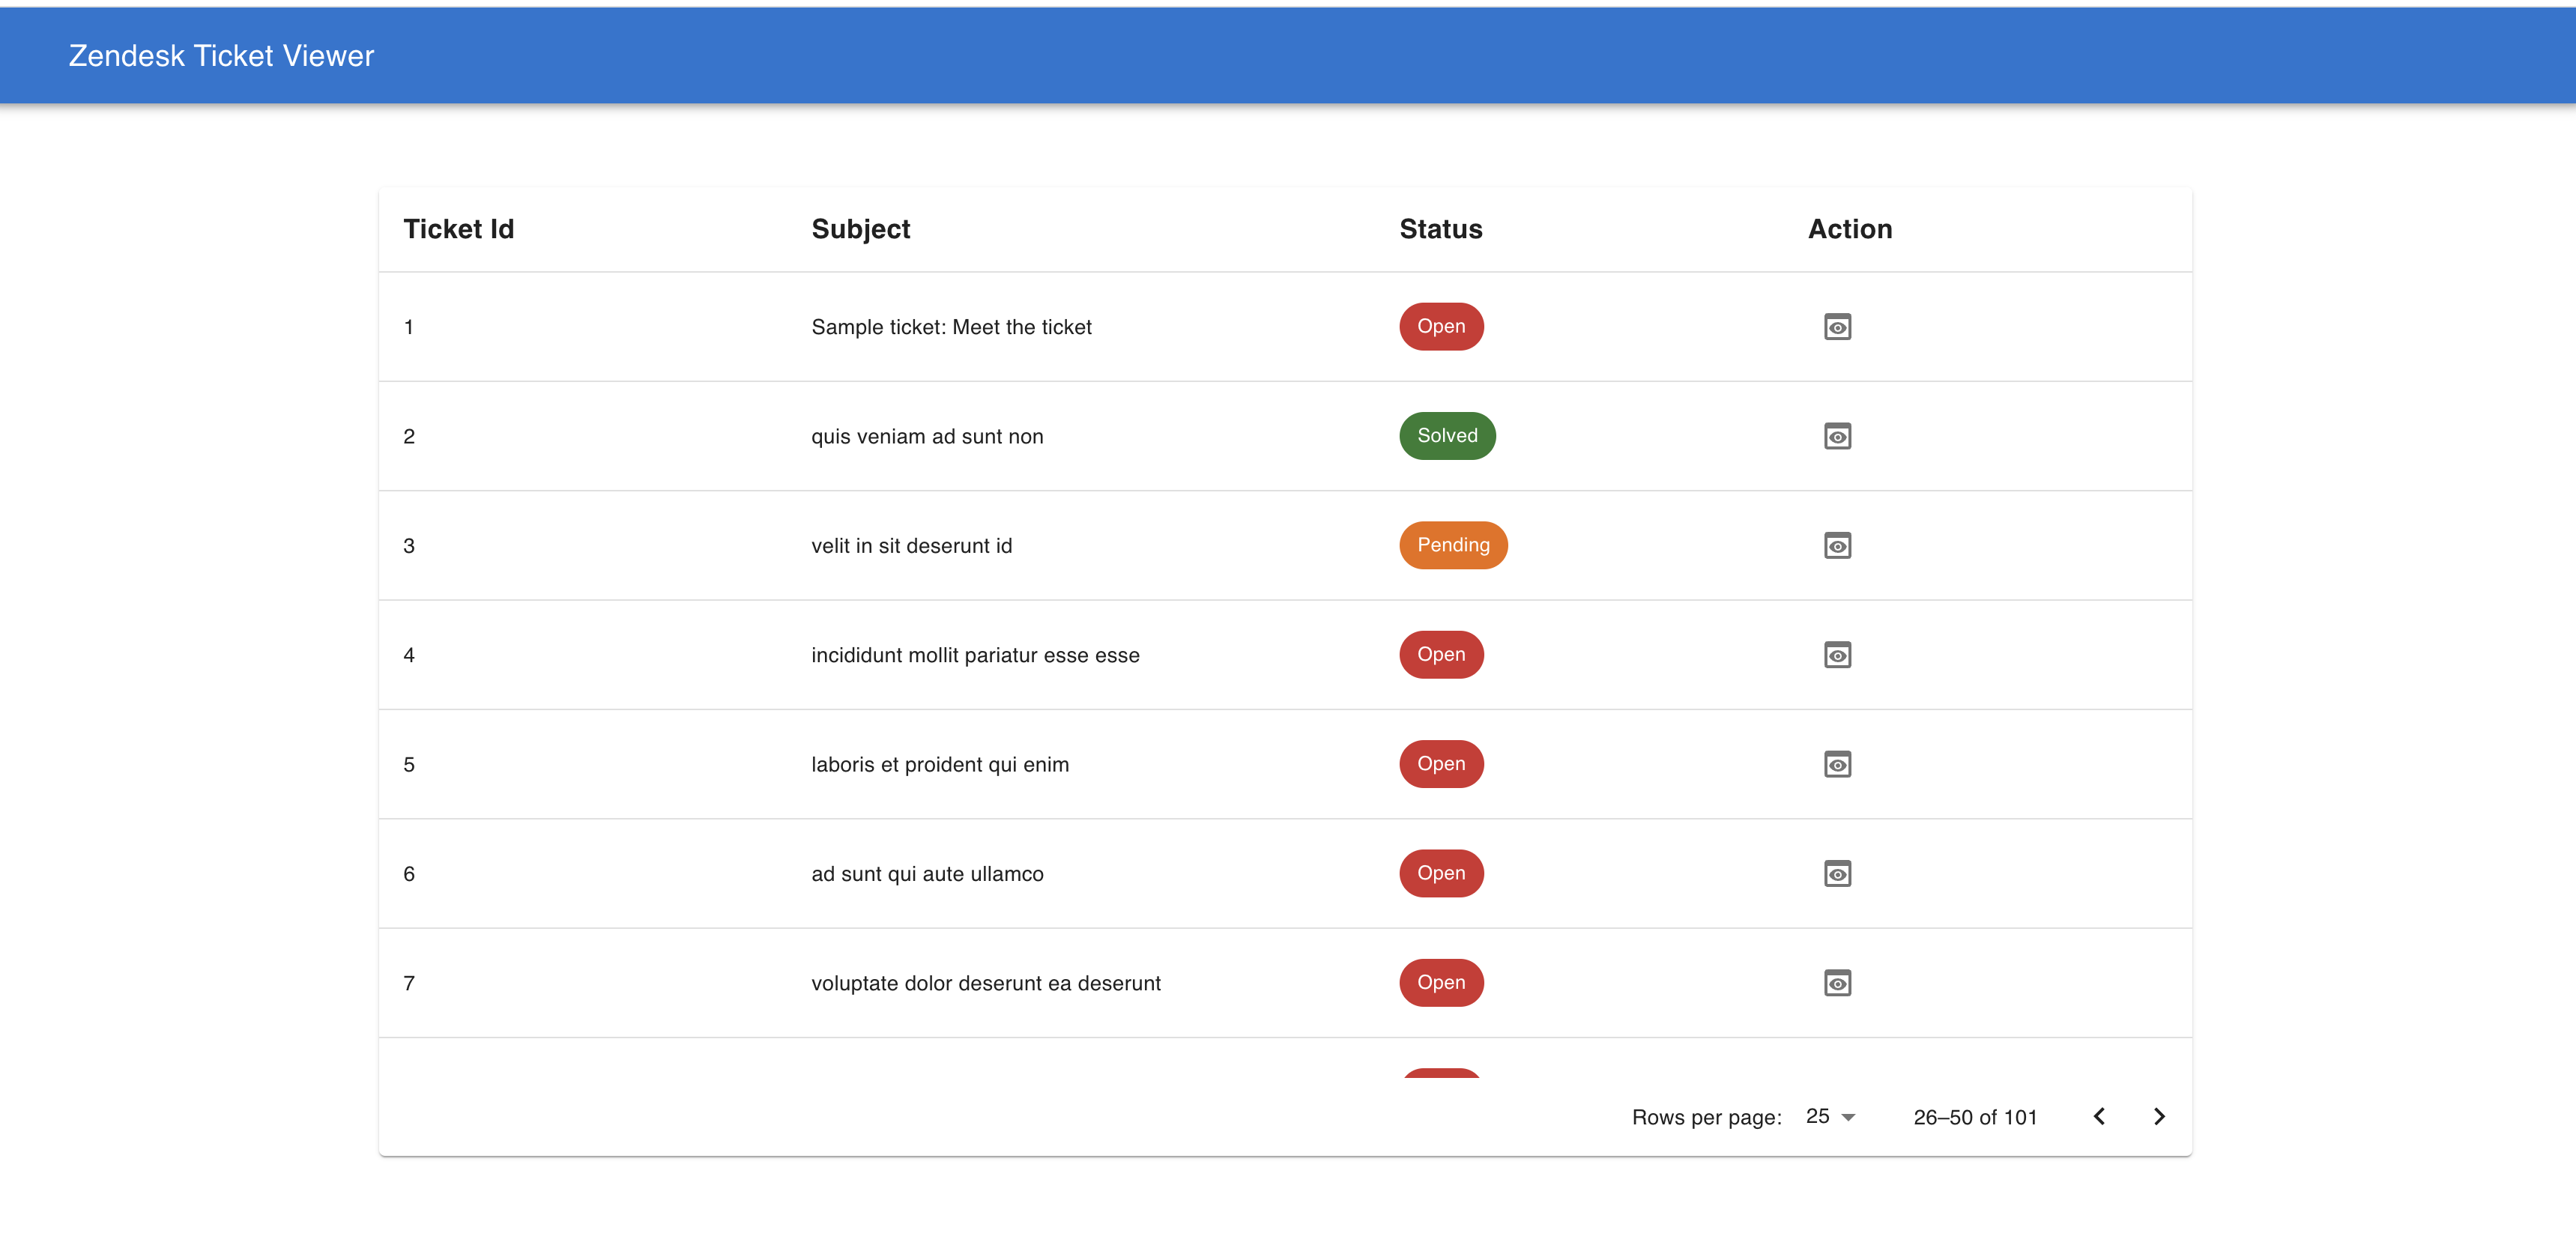 Zendesk Ticket Viewer
Ticket Id Subject Status Action
1 Sample ticket: Meet the ticket Open
2 quis veniam ad sunt non Solved
3 velit in sit deserunt id Pending
4 incididunt mollit pariatur esse esse Open
5 laboris et proident qui enim Open
6 ad sunt qui aute ullamco Open
7 voluptate dolor deserunt ea deserunt Open
Rows per page: 25 26–50 of 101